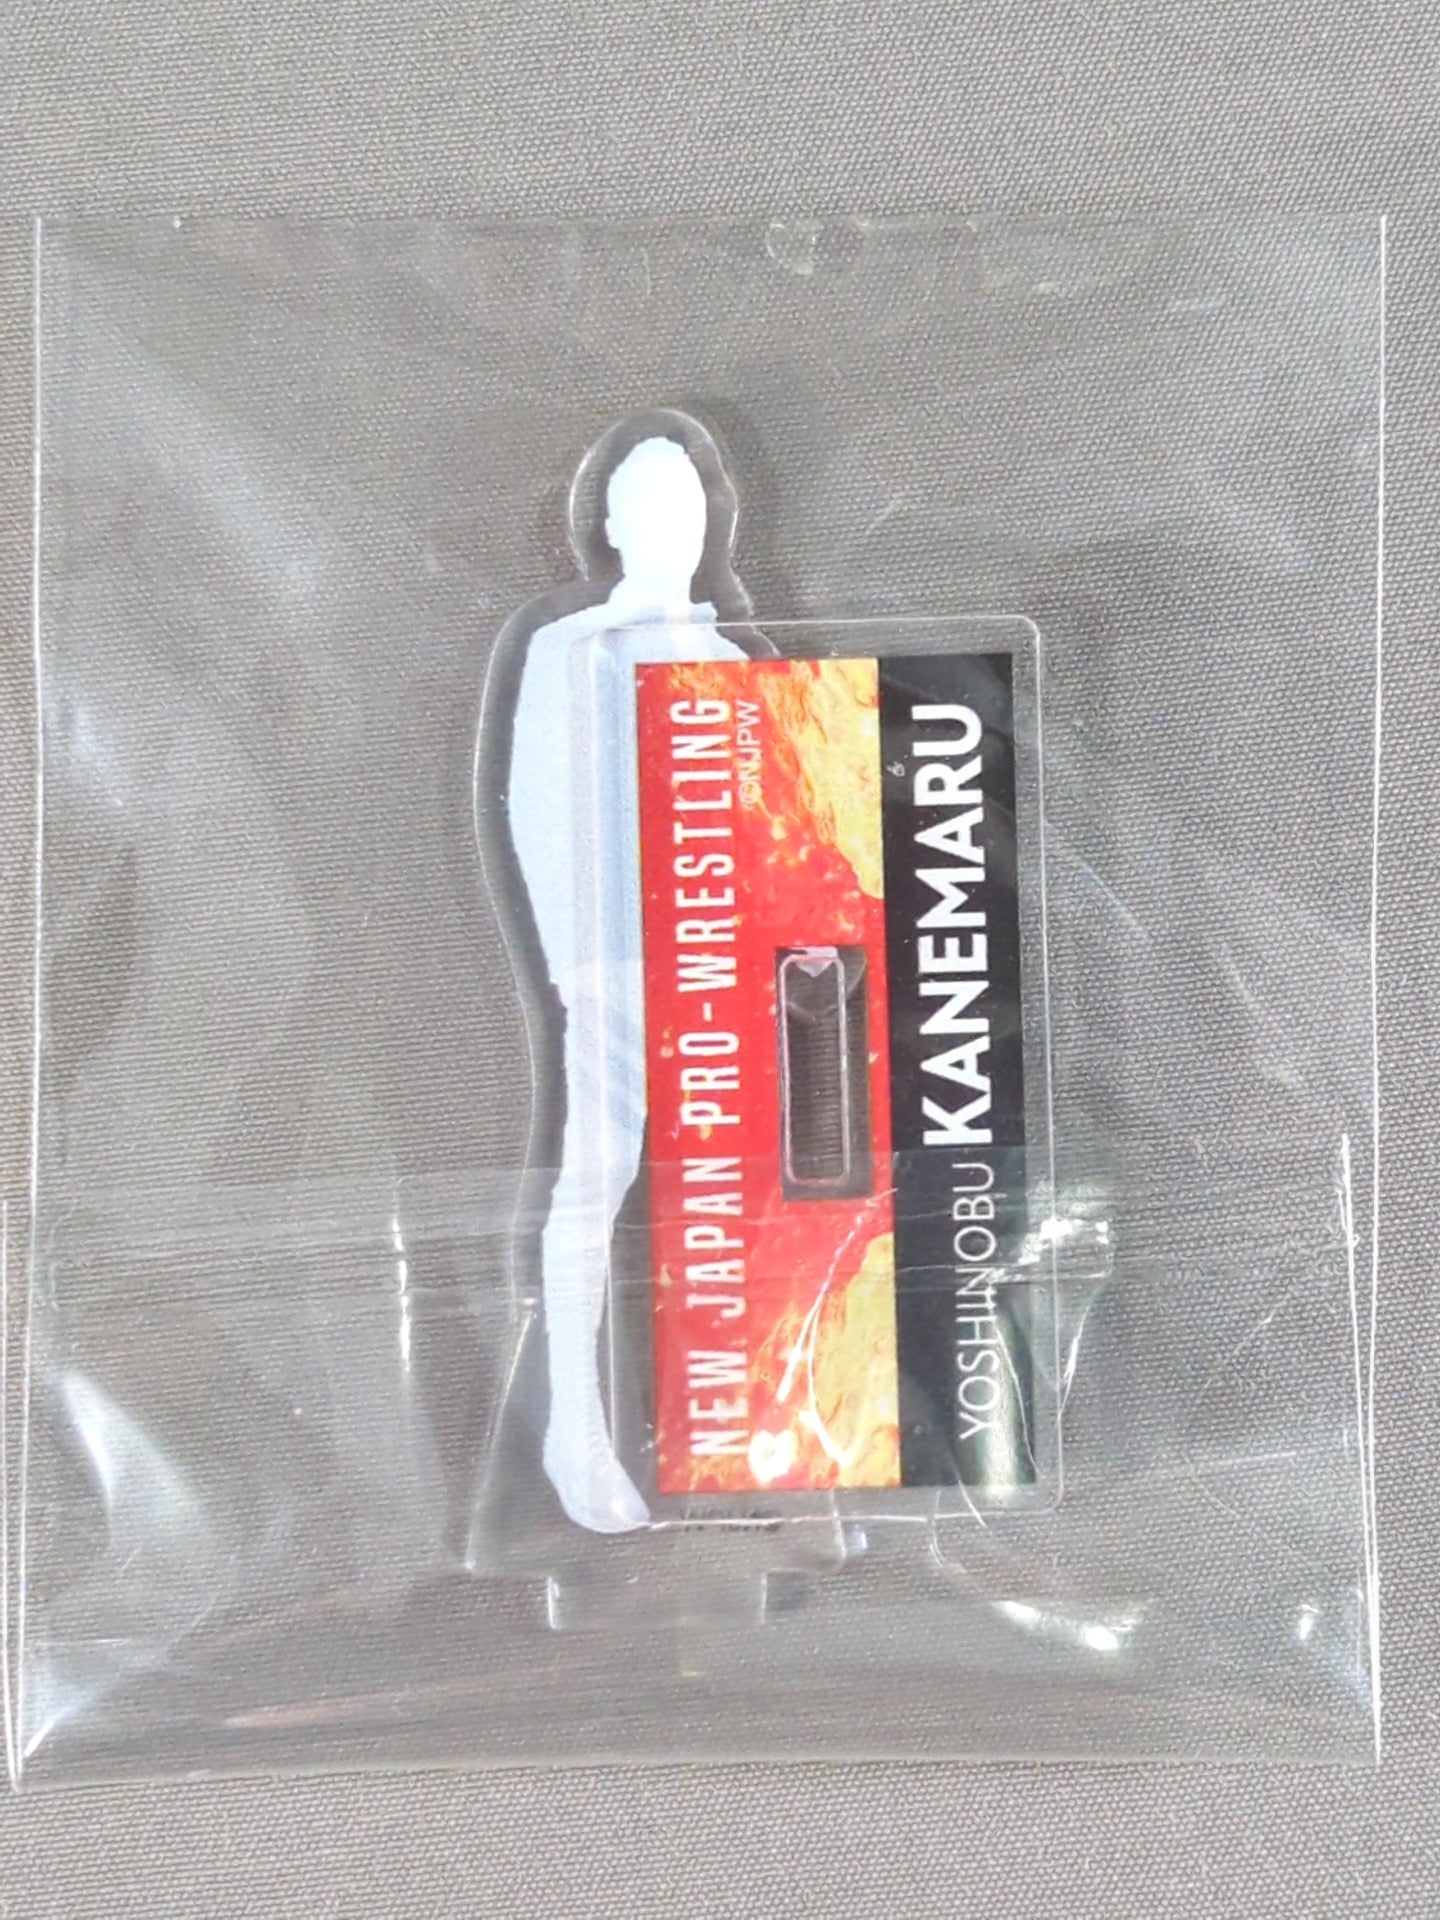 NEW JAPAN PRO-WRESTLING
©NJPW
YOSHINOBU KANEMARU